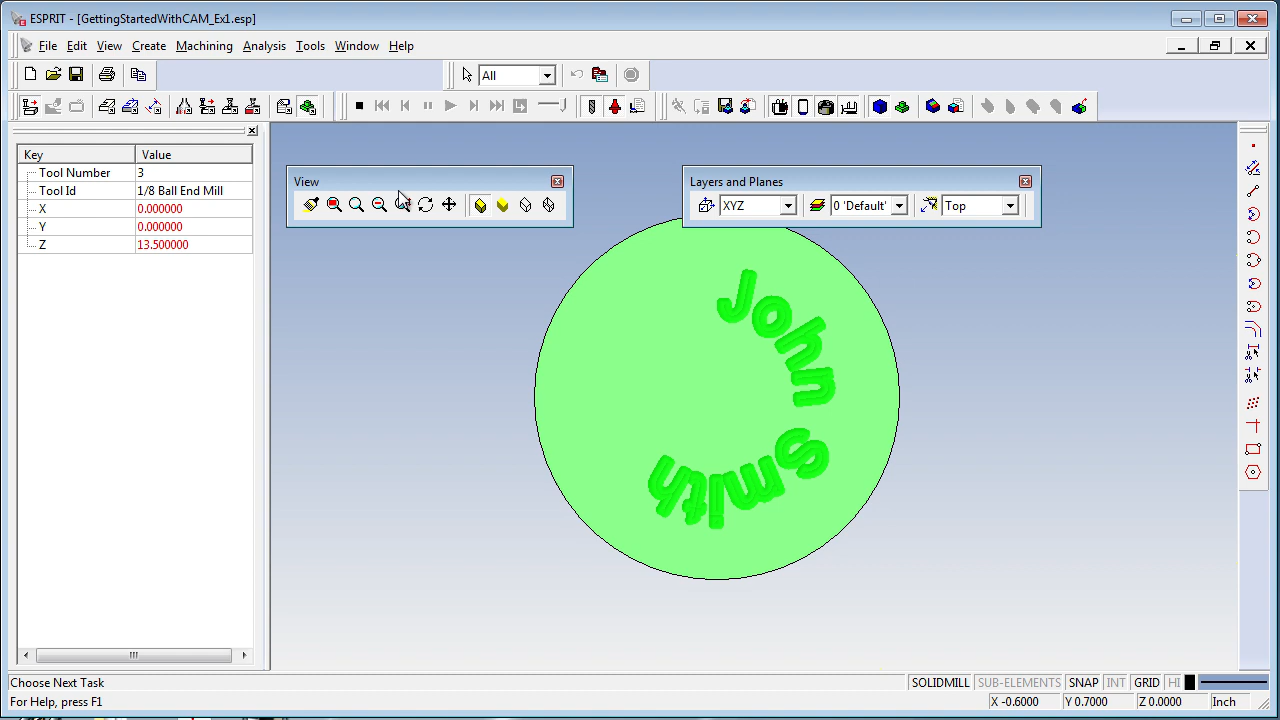 ESPRIT - [GettingStartedWithCAM_Ex1.esp]
File Edit View Create Machining Analysis Tools Window Help
All
Key Value
Tool Number 3
Tool Id 1/8 Ball End Mill
X 0.000000
Y 0.000000
Z 13.500000
View
Layers and Planes
XYZ 0 'Default' Top
John Smith
Choose Next Task
SOLIDMILL SUB-ELEMENTS SNAP INT GRID HI
For Help, press F1
X -0.6000 Y 0.7000 Z 0.0000 Inch